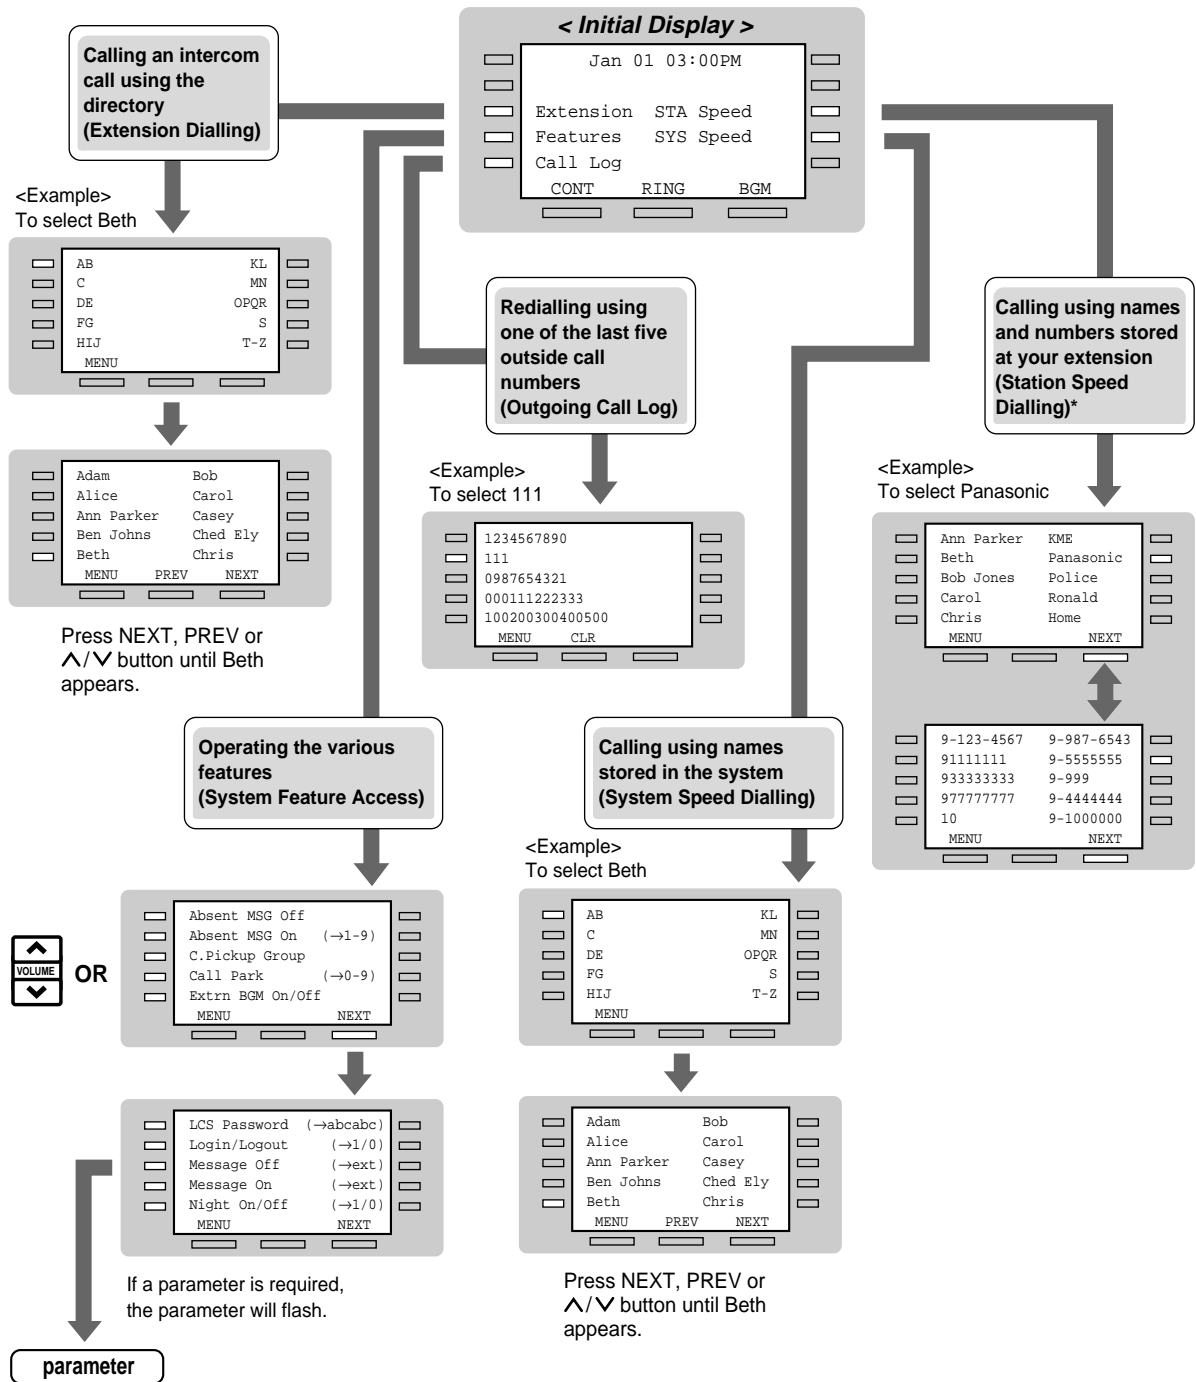 < Initial Display >
Jan 01 03:00PM
Extension STA Speed
Features SYS Speed
Call Log
CONT RING BGM
Calling an intercom
call using the
directory
(Extension Dialling)
<Example>
To select Beth
AB KL
C MN
DE OPQR
FG S
HIJ T-Z
MENU
Adam Bob
Alice Carol
Ann Parker Casey
Ben Johns Ched Ely
Beth Chris
MENU PREV NEXT
Press NEXT, PREV or
∧/∨ button until Beth
appears.
Redialling using
one of the last five
outside call
numbers
(Outgoing Call Log)
<Example>
To select 111
1234567890
111
0987654321
000111222333
100200300400500
MENU CLR
Calling using names
and numbers stored
at your extension
(Station Speed
Dialling)*
<Example>
To select Panasonic
Ann Parker KME
Beth Panasonic
Bob Jones Police
Carol Ronald
Chris Home
MENU NEXT
9-123-4567 9-987-6543
91111111 9-5555555
933333333 9-999
977777777 9-4444444
10 9-1000000
MENU NEXT
Operating the various
features
(System Feature Access)
VOLUME OR
Absent MSG Off
Absent MSG On (→1-9)
C.Pickup Group
Call Park (→0-9)
Extrn BGM On/Off
MENU NEXT
LCS Password (→abcabc)
Login/Logout (→1/0)
Message Off (→ext)
Message On (→ext)
Night On/Off (→1/0)
MENU NEXT
If a parameter is required,
the parameter will flash.
parameter
Calling using names
stored in the system
(System Speed Dialling)
<Example>
To select Beth
AB KL
C MN
DE OPQR
FG S
HIJ T-Z
MENU
Adam Bob
Alice Carol
Ann Parker Casey
Ben Johns Ched Ely
Beth Chris
MENU PREV NEXT
Press NEXT, PREV or
∧/∨ button until Beth
appears.